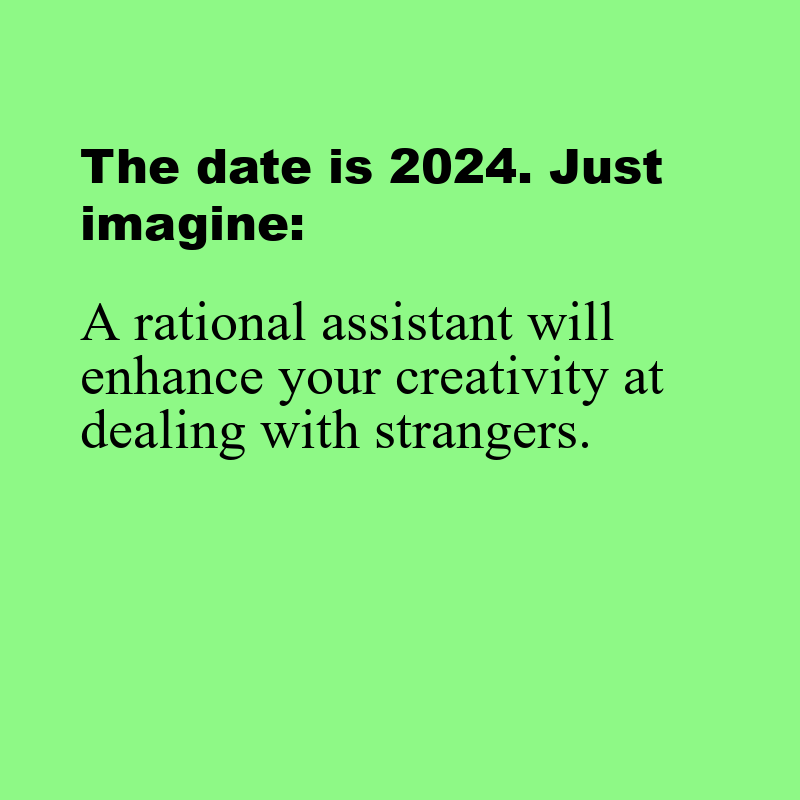 The date is 2024. Just
imagine:
A rational assistant will
enhance your creativity at
dealing with strangers.